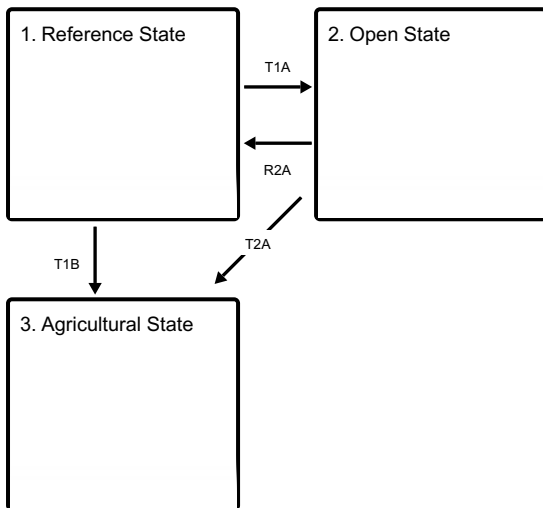 1. Reference State
2. Open State
T1A
R2A
T1B
T2A
3. Agricultural State